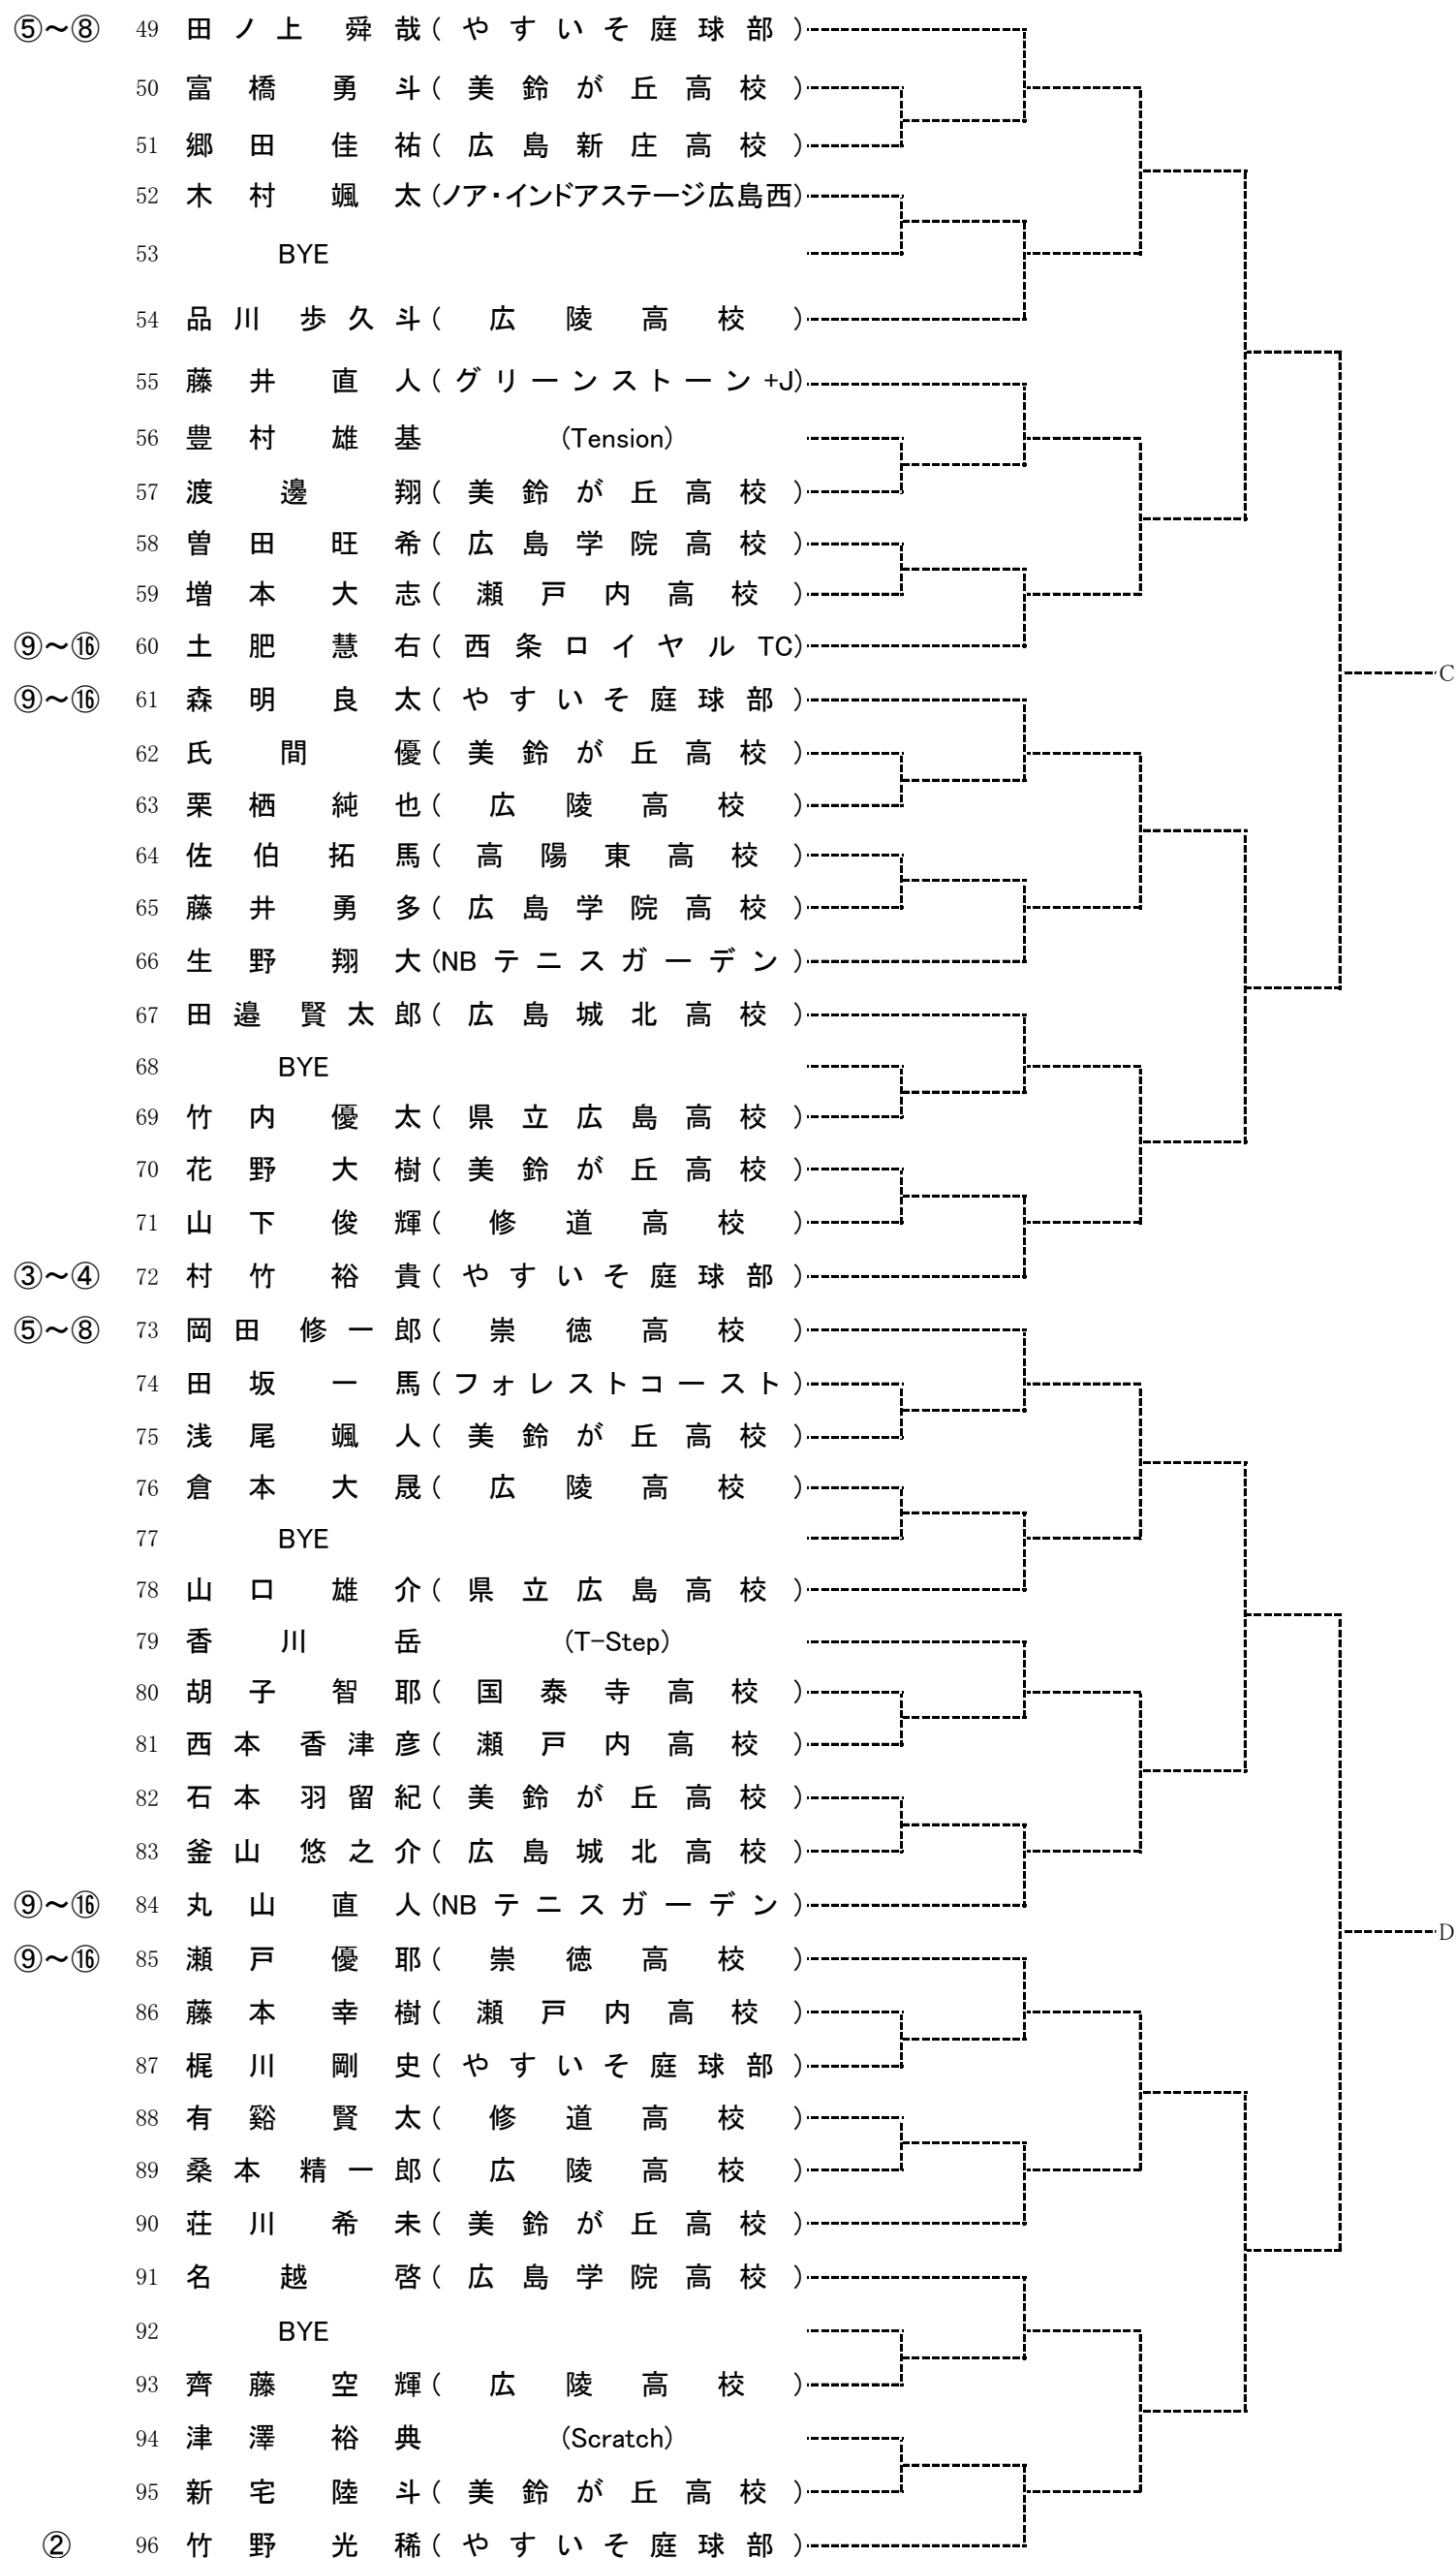 ⑤～⑧ 49 田ノ上 舜哉(やすいそ庭球部)
50 富橋 勇斗(美鈴が丘高校)
51 郷田 佳祐(広島新庄高校)
52 木村 颯太(ノア・インドアステージ広島西)
53 BYE
54 品川 歩久斗(広陵高校)
55 藤井 直人(グリーンストーン+J)
56 豊村 雄基 (Tension)
57 渡邊 翔(美鈴が丘高校)
58 曽田 旺希(広島学院高校)
59 増本 大志(瀬戸内高校)
⑨～⑯ 60 土肥 慧右(西条ロイヤルTC)
C
⑨～⑯ 61 森明 良太(やすいそ庭球部)
62 氏間 優(美鈴が丘高校)
63 栗栖 純也(広陵高校)
64 佐伯 拓馬(高陽東高校)
65 藤井 勇多(広島学院高校)
66 生野 翔大(NBテニスガーデン)
67 田邉 賢太郎(広島城北高校)
68 BYE
69 竹内 優太(県立広島高校)
70 花野 大樹(美鈴が丘高校)
71 山下 俊輝(修道高校)
③～④ 72 村竹 裕貴(やすいそ庭球部)
⑤～⑧ 73 岡田 修一郎(崇徳高校)
74 田坂 一馬(フォレストコースト)
75 浅尾 颯人(美鈴が丘高校)
76 倉本 大晟(広陵高校)
77 BYE
78 山口 雄介(県立広島高校)
79 香川 岳 (T-Step)
80 胡子 智耶(国泰寺高校)
81 西本 香津彦(瀬戸内高校)
82 石本 羽留紀(美鈴が丘高校)
83 釜山 悠之介(広島城北高校)
⑨～⑯ 84 丸山 直人(NBテニスガーデン)
D
⑨～⑯ 85 瀬戸 優耶(崇徳高校)
86 藤本 幸樹(瀬戸内高校)
87 梶川 剛史(やすいそ庭球部)
88 有谿 賢太(修道高校)
89 桑本 精一郎(広陵高校)
90 荘川 希未(美鈴が丘高校)
91 名越 啓(広島学院高校)
92 BYE
93 齊藤 空輝(広陵高校)
94 津澤 裕典 (Scratch)
95 新宅 陸斗(美鈴が丘高校)
② 96 竹野 光稀(やすいそ庭球部)